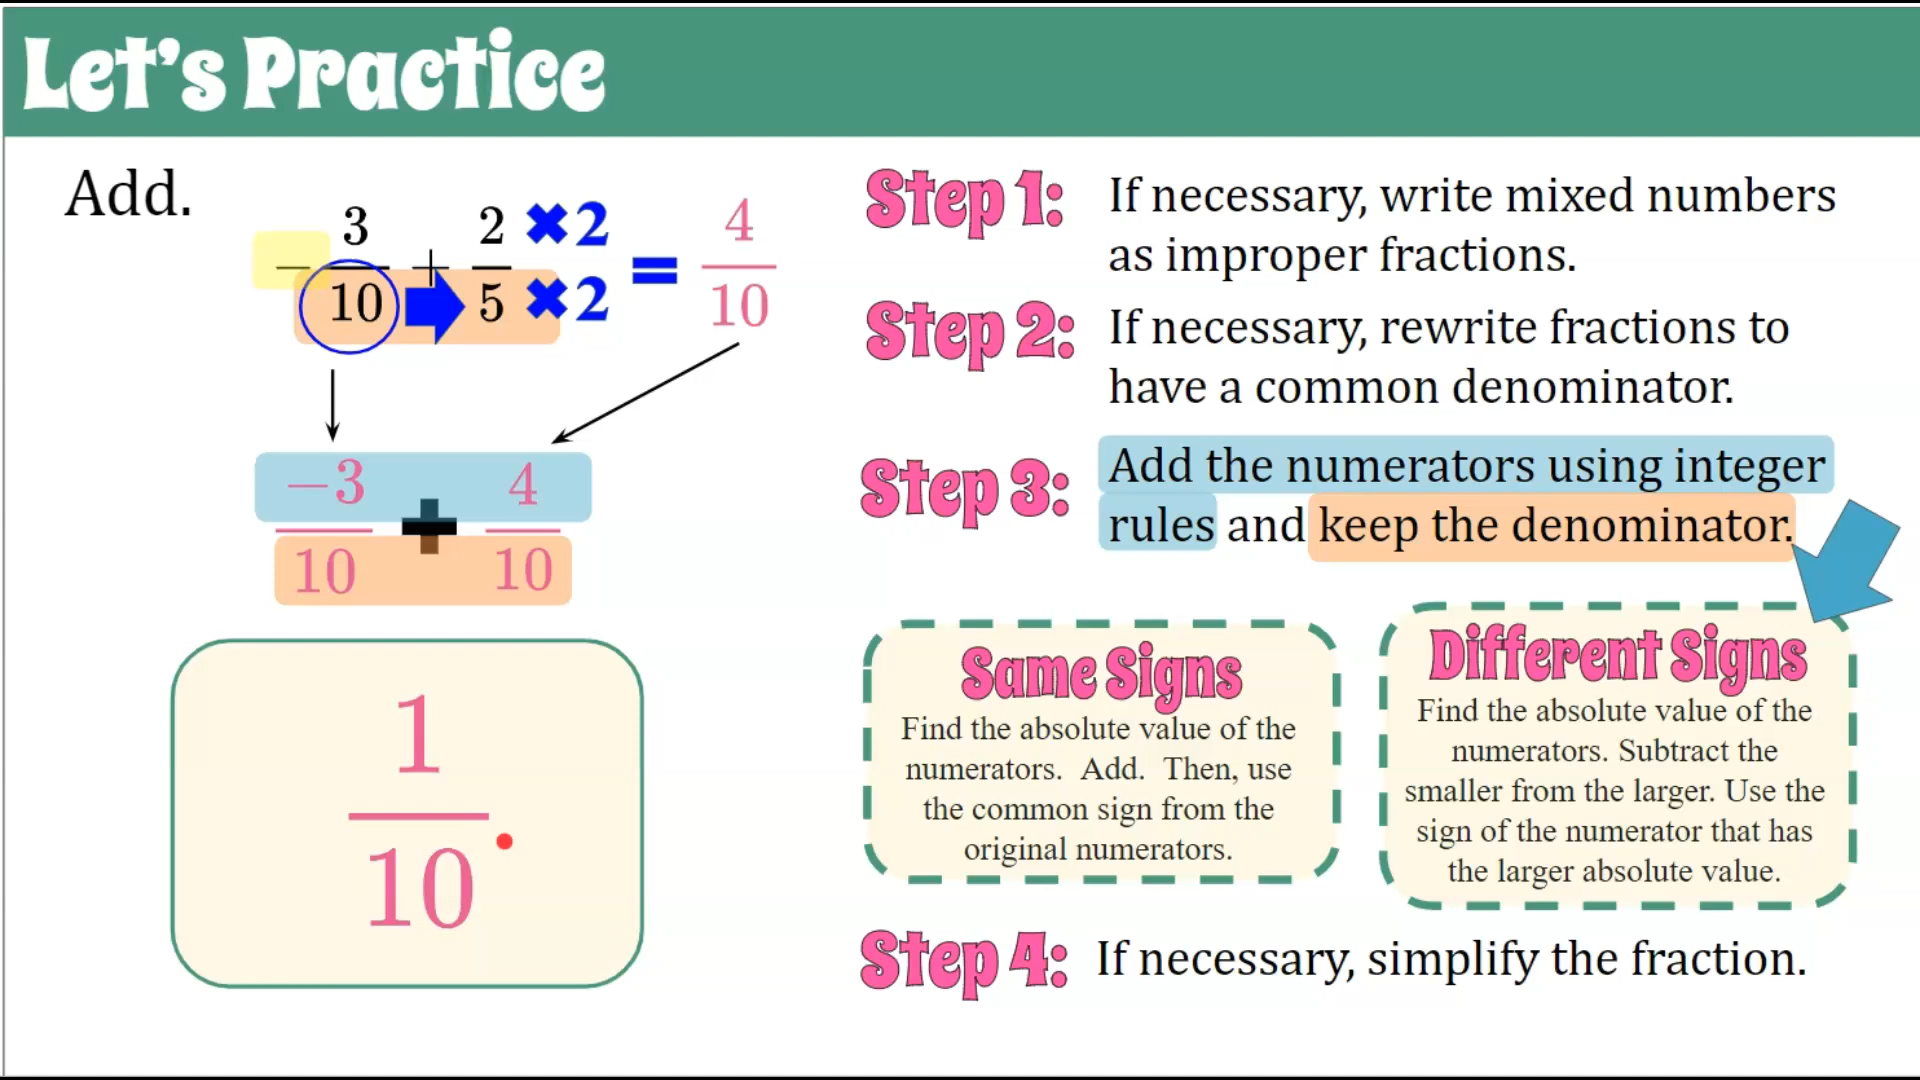 Let's Practice
Add.
− 3/10 + 2/5 ✖2 ✖2 = 4/10
−3/10 + 4/10
1/10
Step 1: If necessary, write mixed numbers
as improper fractions.
Step 2: If necessary, rewrite fractions to
have a common denominator.
Step 3: Add the numerators using integer
rules and keep the denominator.
Same Signs
Find the absolute value of the
numerators. Add. Then, use
the common sign from the
original numerators.
Different Signs
Find the absolute value of the
numerators. Subtract the
smaller from the larger. Use the
sign of the numerator that has
the larger absolute value.
Step 4: If necessary, simplify the fraction.